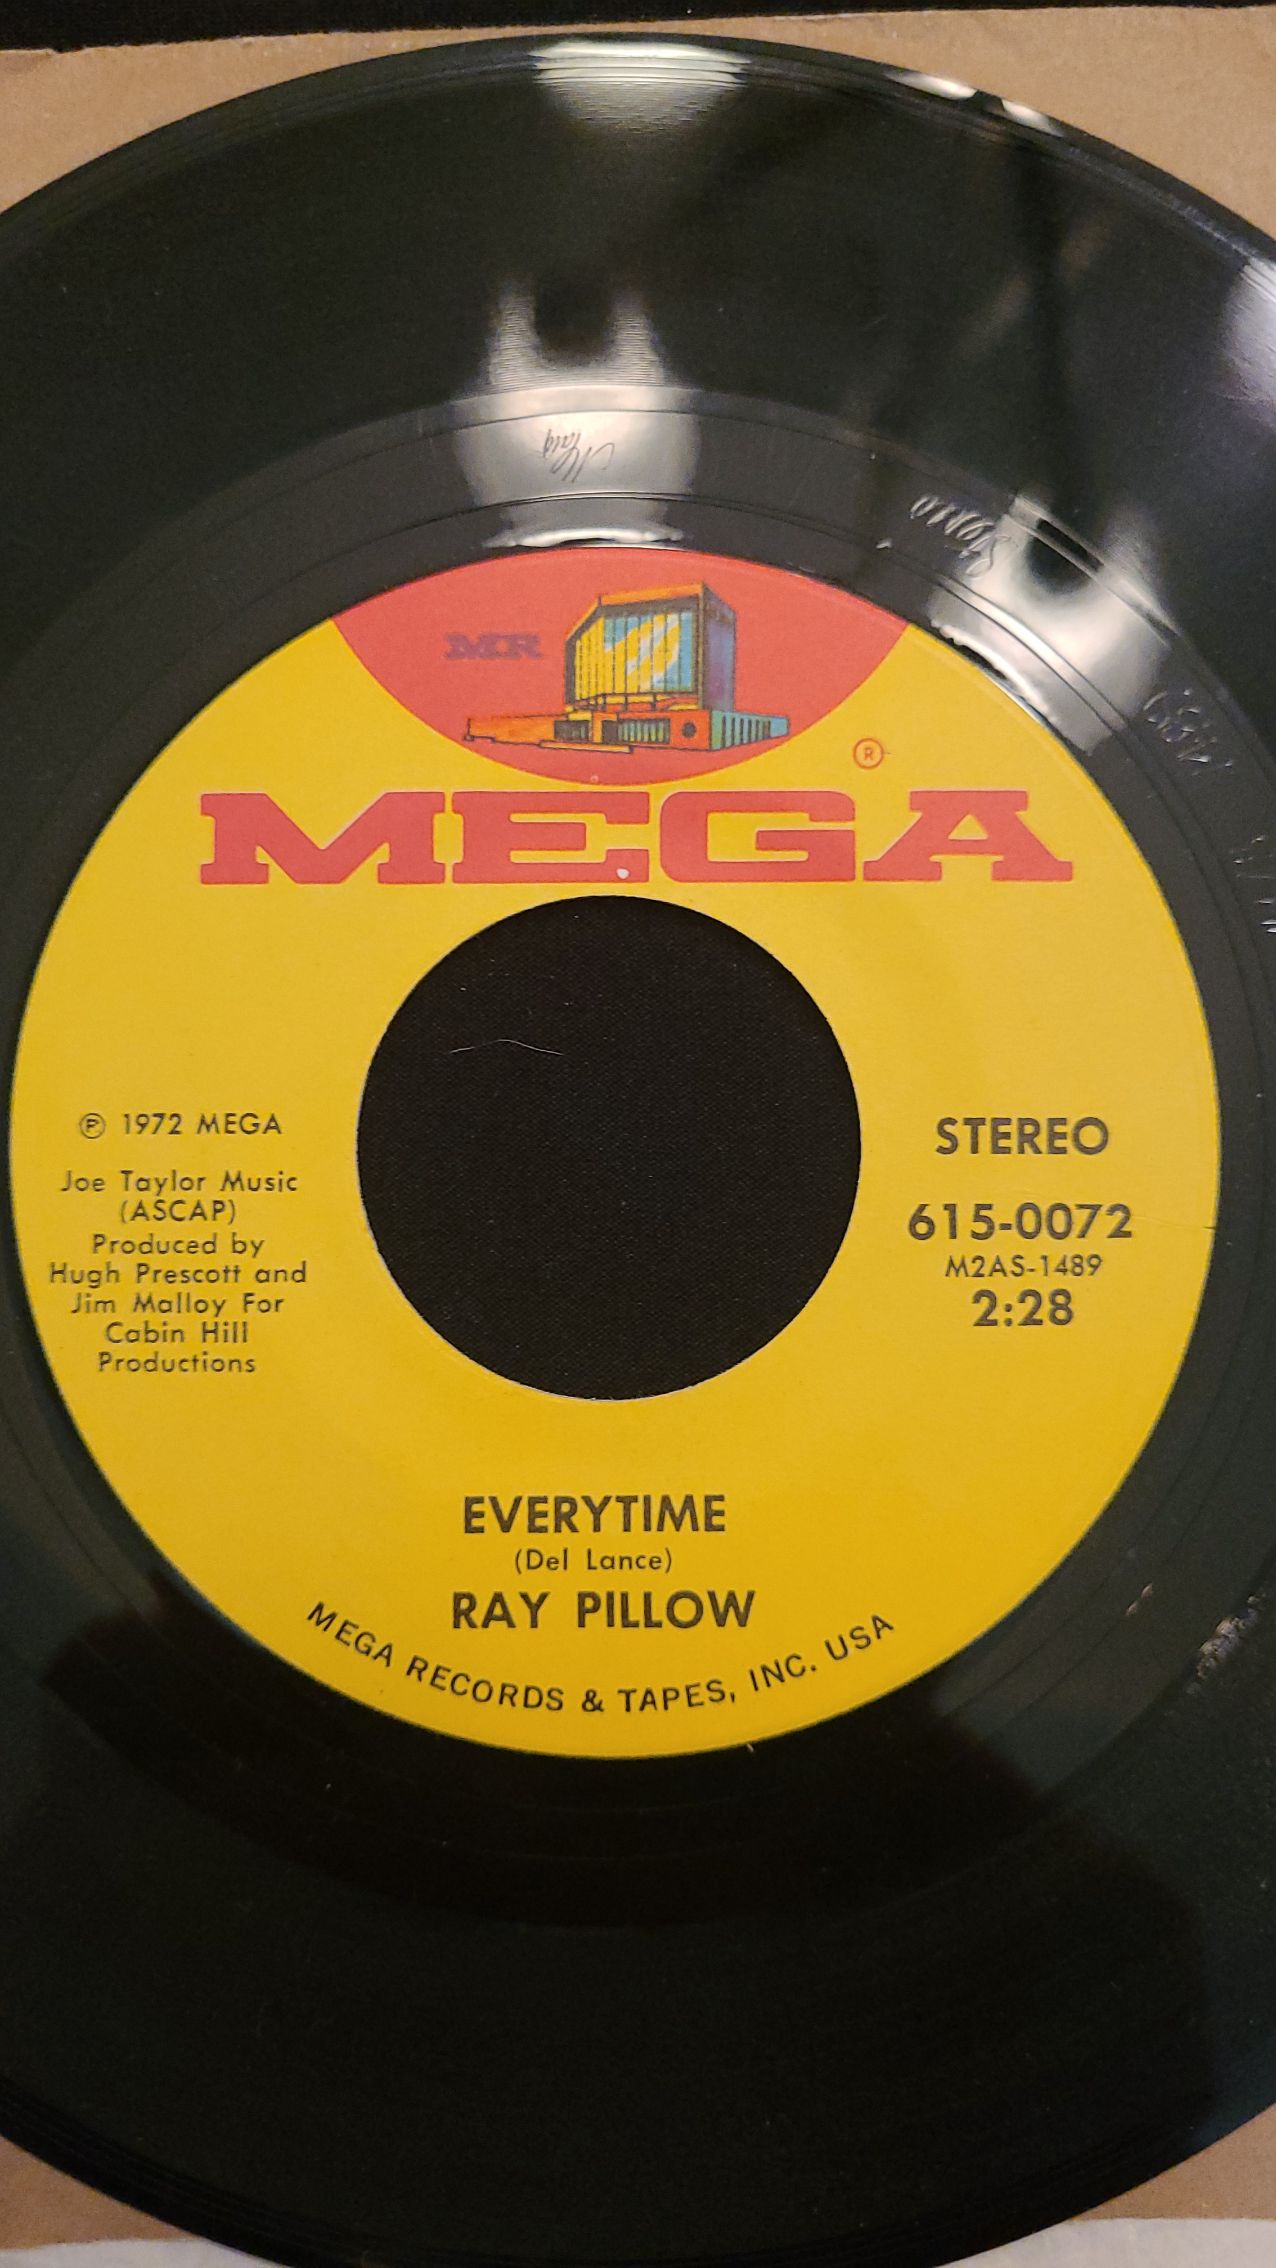 Stereo
MR
®
MEGA
℗ 1972 MEGA
Joe Taylor Music
(ASCAP)
Produced by
Hugh Prescott and
Jim Malloy For
Cabin Hill
Productions
STEREO
615-0072
M2AS-1489
2:28
EVERYTIME
(Del Lance)
RAY PILLOW
MEGA RECORDS & TAPES, INC. USA